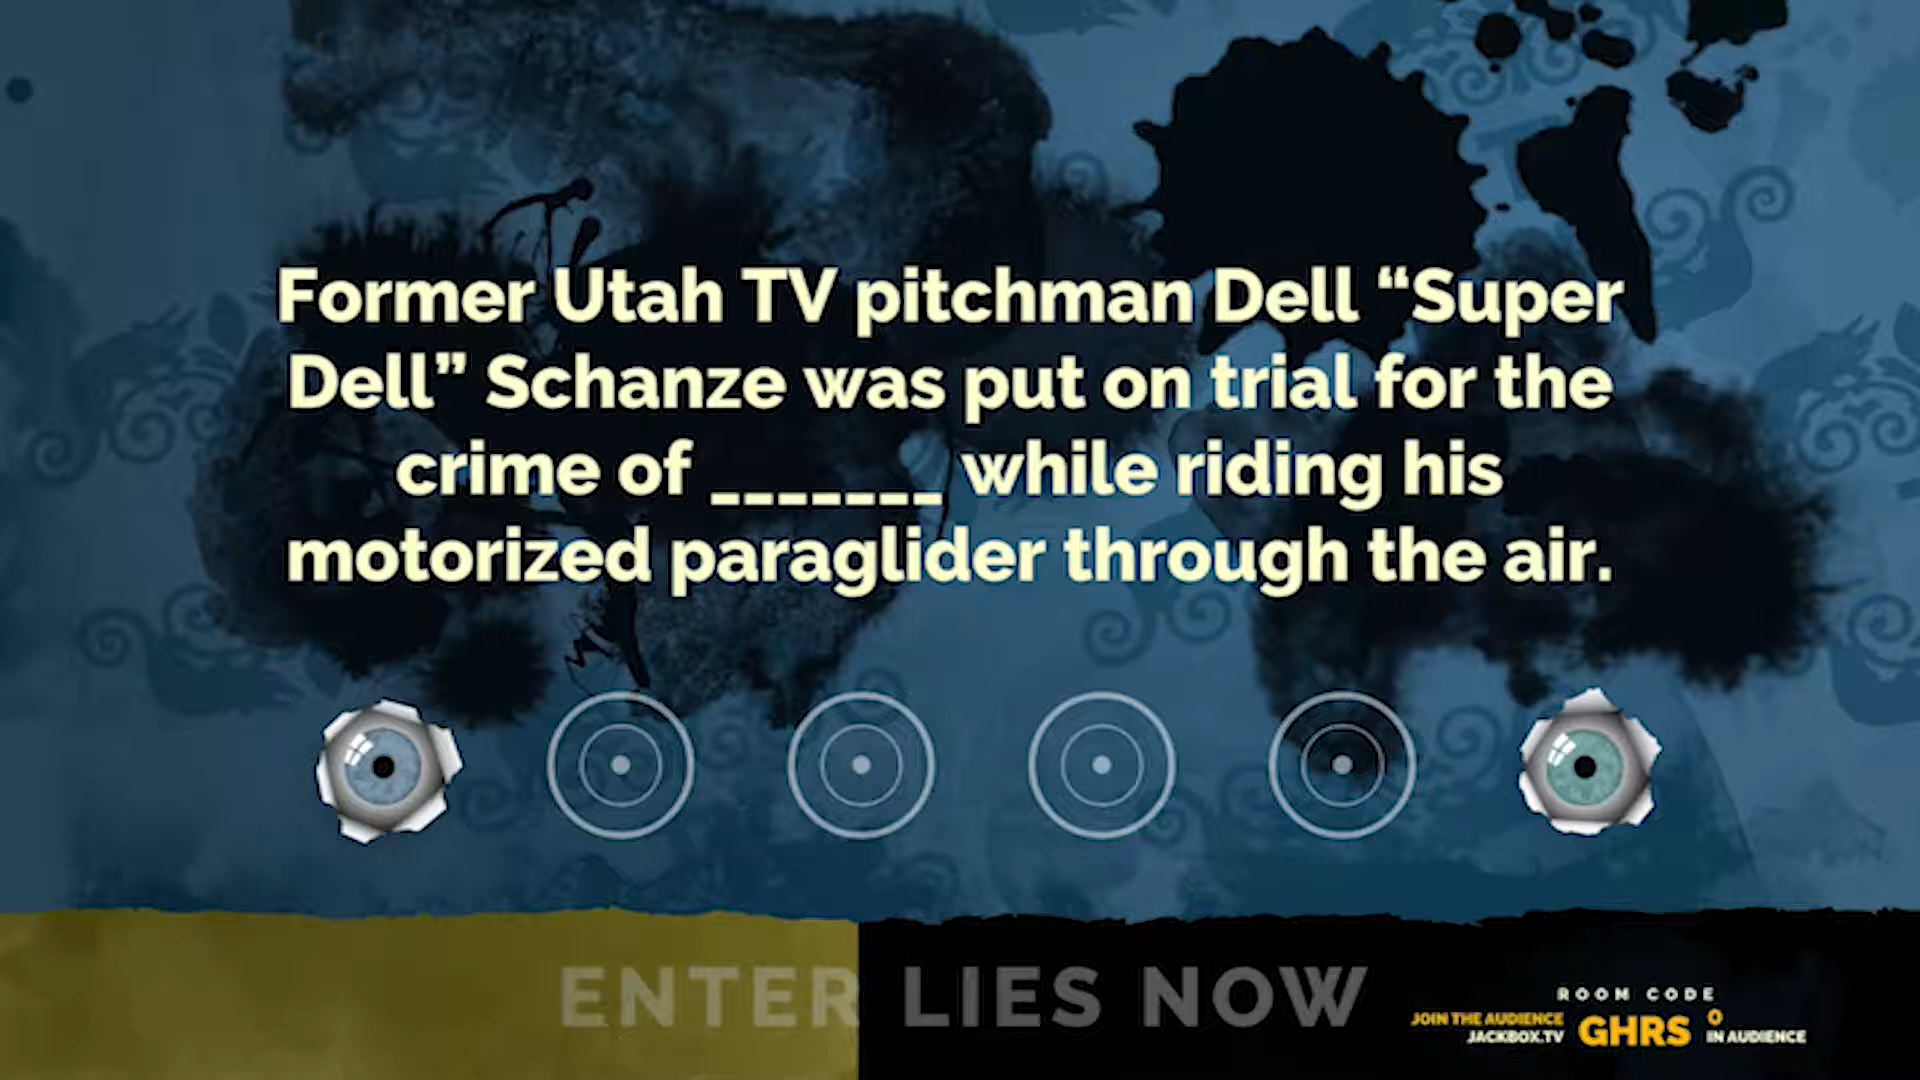 Former Utah TV pitchman Dell “Super
Dell” Schanze was put on trial for the
crime of _______ while riding his
motorized paraglider through the air.
ENTER LIES NOW
ROOM CODE
JOIN THE AUDIENCE
JACKBOX.TV
GHRS
0
IN AUDIENCE